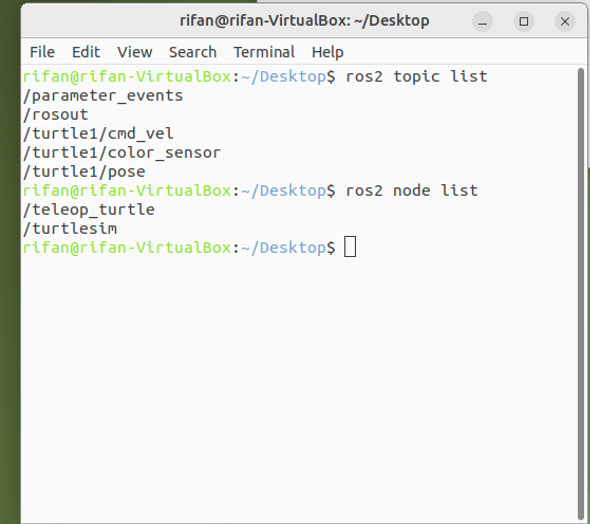 rifan@rifan-VirtualBox: ~/Desktop
File Edit View Search Terminal Help
rifan@rifan-VirtualBox:~/Desktop$ ros2 topic list
/parameter_events
/rosout
/turtle1/cmd_vel
/turtle1/color_sensor
/turtle1/pose
rifan@rifan-VirtualBox:~/Desktop$ ros2 node list
/teleop_turtle
/turtlesim
rifan@rifan-VirtualBox:~/Desktop$